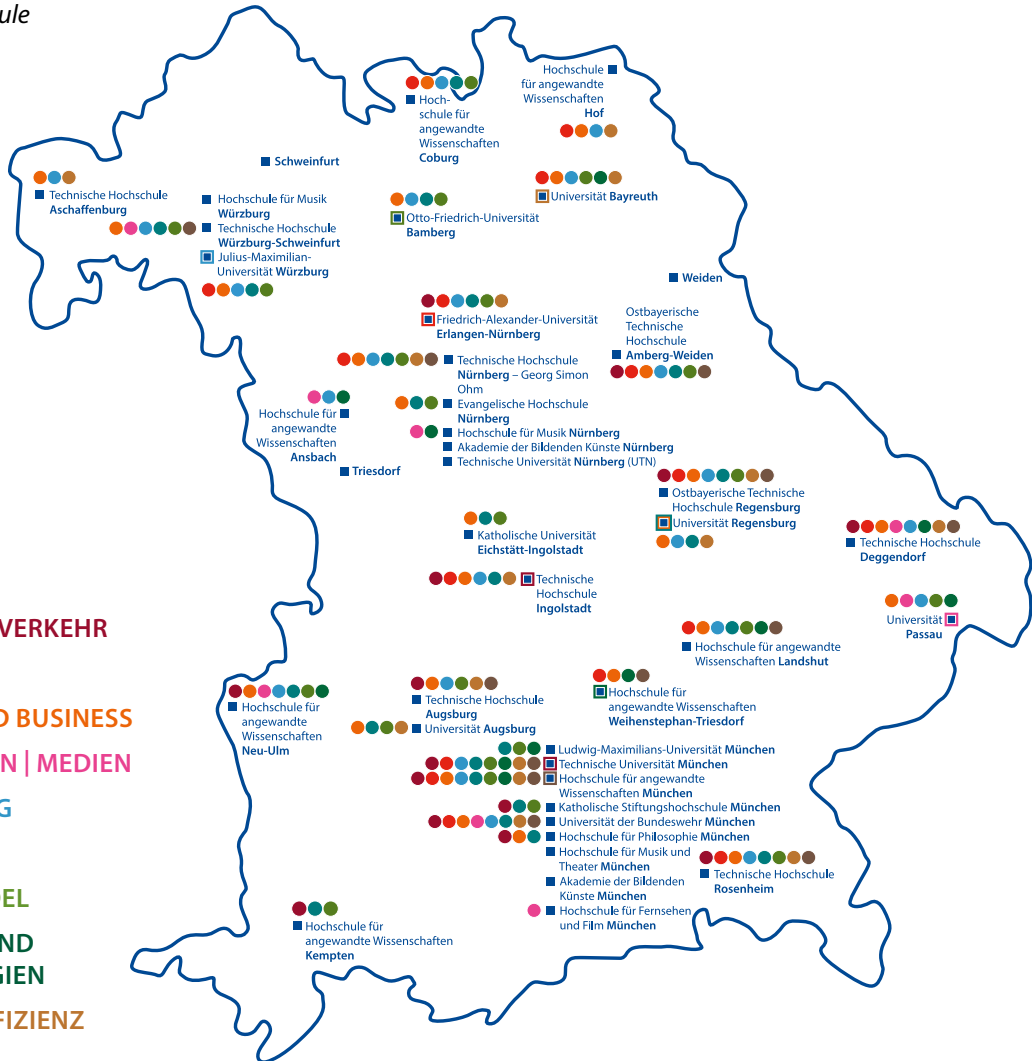 ule
Hochschule
für angewandte
Wissenschaften
Hof
Hoch-
schule für
angewandte
Wissenschaften
Coburg
Schweinfurt
Technische Hochschule
Aschaffenburg
Hochschule für Musik
Würzburg
Technische Hochschule
Würzburg-Schweinfurt
Julius-Maximilian-
Universität Würzburg
Universität Bayreuth
Otto-Friedrich-Universität
Bamberg
Weiden
Friedrich-Alexander-Universität
Erlangen-Nürnberg
Ostbayerische
Technische
Hochschule
Amberg-Weiden
Technische Hochschule
Nürnberg – Georg Simon
Ohm
Evangelische Hochschule
Nürnberg
Hochschule für Musik Nürnberg
Akademie der Bildenden Künste Nürnberg
Technische Universität Nürnberg (UTN)
Hochschule für
angewandte
Wissenschaften
Ansbach
Triesdorf
Ostbayerische Technische
Hochschule Regensburg
Universität Regensburg
Katholische Universität
Eichstätt-Ingolstadt
Technische Hochschule
Deggendorf
Technische
Hochschule
Ingolstadt
Universität
Passau
VERKEHR
Hochschule für angewandte
Wissenschaften Landshut
Hochschule für
angewandte
Wissenschaften
Neu-Ulm
Technische Hochschule
Augsburg
Universität Augsburg
Hochschule für
angewandte Wissenschaften
Weihenstephan-Triesdorf
D BUSINESS
N | MEDIEN
G
Ludwig-Maximilians-Universität München
Technische Universität München
Hochschule für angewandte
Wissenschaften München
Katholische Stiftungshochschule München
Universität der Bundeswehr München
Hochschule für Philosophie München
Hochschule für Musik und
Theater München
Akademie der Bildenden
Künste München
Hochschule für Fernsehen
und Film München
Technische Hochschule
Rosenheim
DEL
Hochschule für
angewandte Wissenschaften
Kempten
ND
GIEN
FIZIENZ